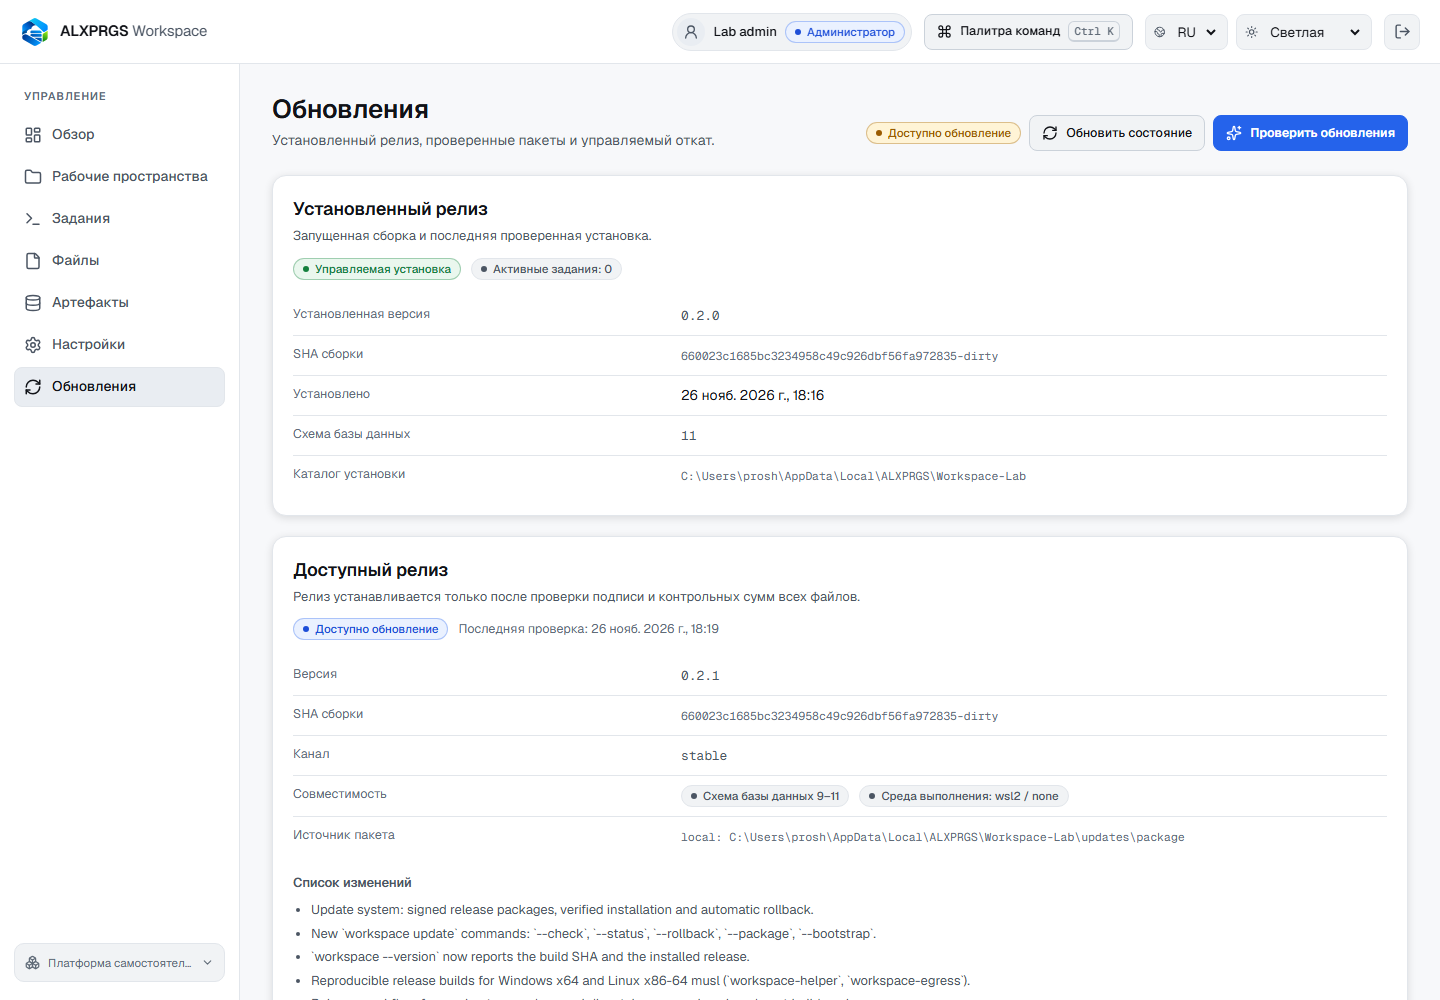 ALXPRGS Workspace
Lab admin
Администратор
Палитра команд
Ctrl K
RU
Светлая
УПРАВЛЕНИЕ
Обзор
Рабочие пространства
Задания
Файлы
Артефакты
Настройки
Обновления
Платформа самостоятел...
Обновления
Установленный релиз, проверенные пакеты и управляемый откат.
Доступно обновление
Обновить состояние
Проверить обновления
Установленный релиз
Запущенная сборка и последняя проверенная установка.
Управляемая установка
Активные задания: 0
Установленная версия
0.2.0
SHA сборки
660023c1685bc3234958c49c926dbf56fa972835-dirty
Установлено
26 нояб. 2026 г., 18:16
Схема базы данных
11
Каталог установки
C:\Users\prosh\AppData\Local\ALXPRGS\Workspace-Lab
Доступный релиз
Релиз устанавливается только после проверки подписи и контрольных сумм всех файлов.
Доступно обновление
Последняя проверка: 26 нояб. 2026 г., 18:19
Версия
0.2.1
SHA сборки
660023c1685bc3234958c49c926dbf56fa972835-dirty
Канал
stable
Совместимость
Схема базы данных 9–11
Среда выполнения: wsl2 / none
Источник пакета
local: C:\Users\prosh\AppData\Local\ALXPRGS\Workspace-Lab\updates\package
Список изменений
• Update system: signed release packages, verified installation and automatic rollback.
• New `workspace update` commands: `--check`, `--status`, `--rollback`, `--package`, `--bootstrap`.
• `workspace --version` now reports the build SHA and the installed release.
• Reproducible release builds for Windows x64 and Linux x86-64 musl (`workspace-helper`, `workspace-egress`).